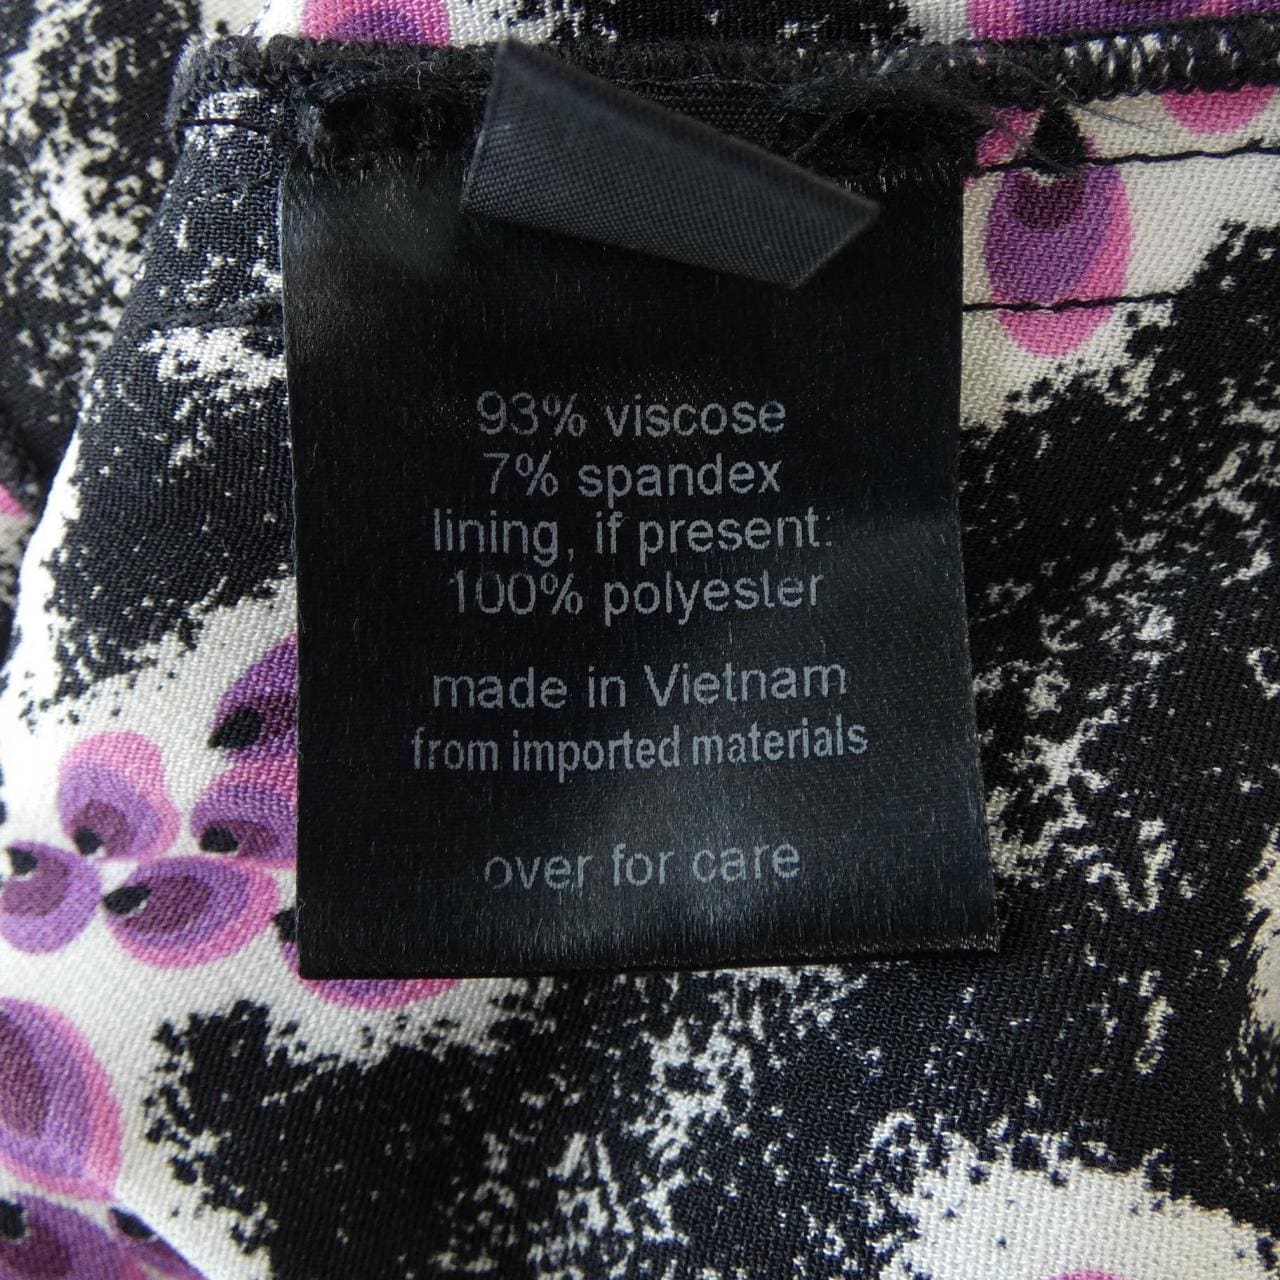 93% viscose
7% spandex
lining, if present:
100% polyester
made in Vietnam
from imported materials
over for care